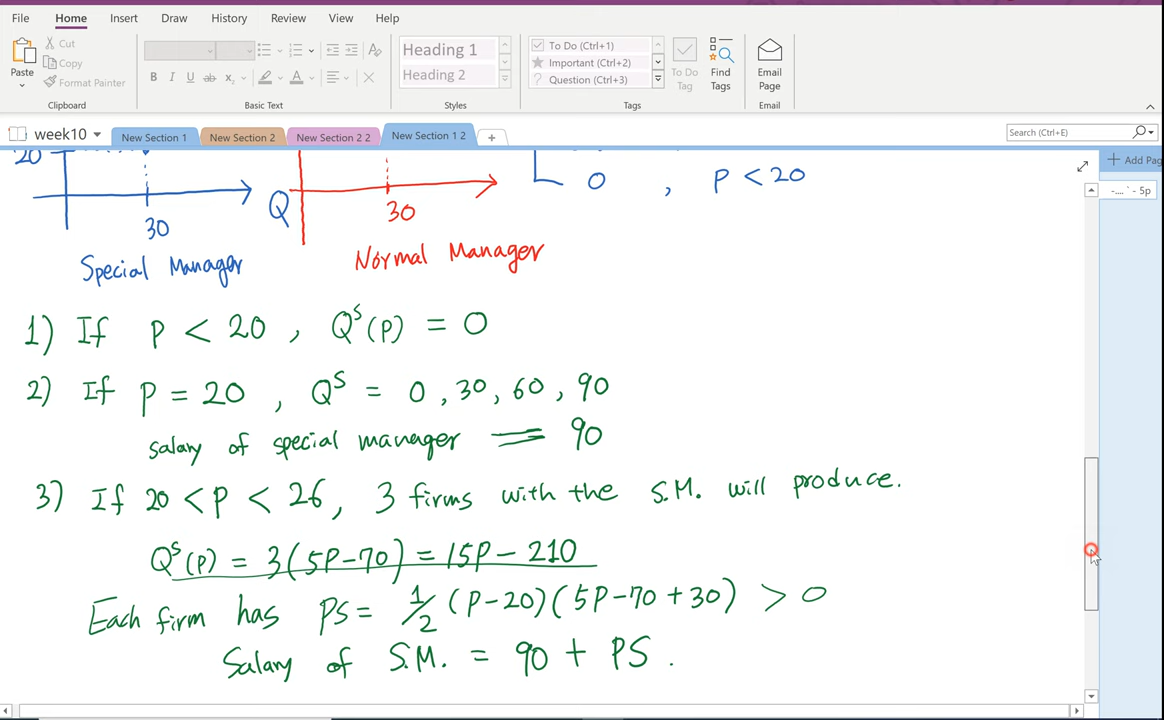 File Home Insert Draw History Review View Help
Cut
Copy
Format Painter
Paste
Clipboard
B I U ab x A
Basic Text
Heading 1
Heading 2
Styles
To Do (Ctrl+1)
Important (Ctrl+2)
Question (Ctrl+3)
Tags
To Do Tag
Find Tags
Email Page
Email
week10
New Section 1 New Section 2 New Section 2 2 New Section 1 2 +
Search (Ctrl+E)
Add Pag
-.... ` - 5p
20
30
Q
30
0 , P < 20
Special Manager
Normal Manager
1) If P < 20 , Q^S(P) = 0
2) If P = 20 , Q^S = 0 , 30 , 60 , 90
salary of special manager = 90
3) If 20 < P < 26 , 3 firms with the S.M. will produce.
Q^S(P) = 3(5P-70) = 15P - 210
Each firm has PS = 1/2 (P-20)(5P-70+30) > 0
Salary of S.M. = 90 + PS .